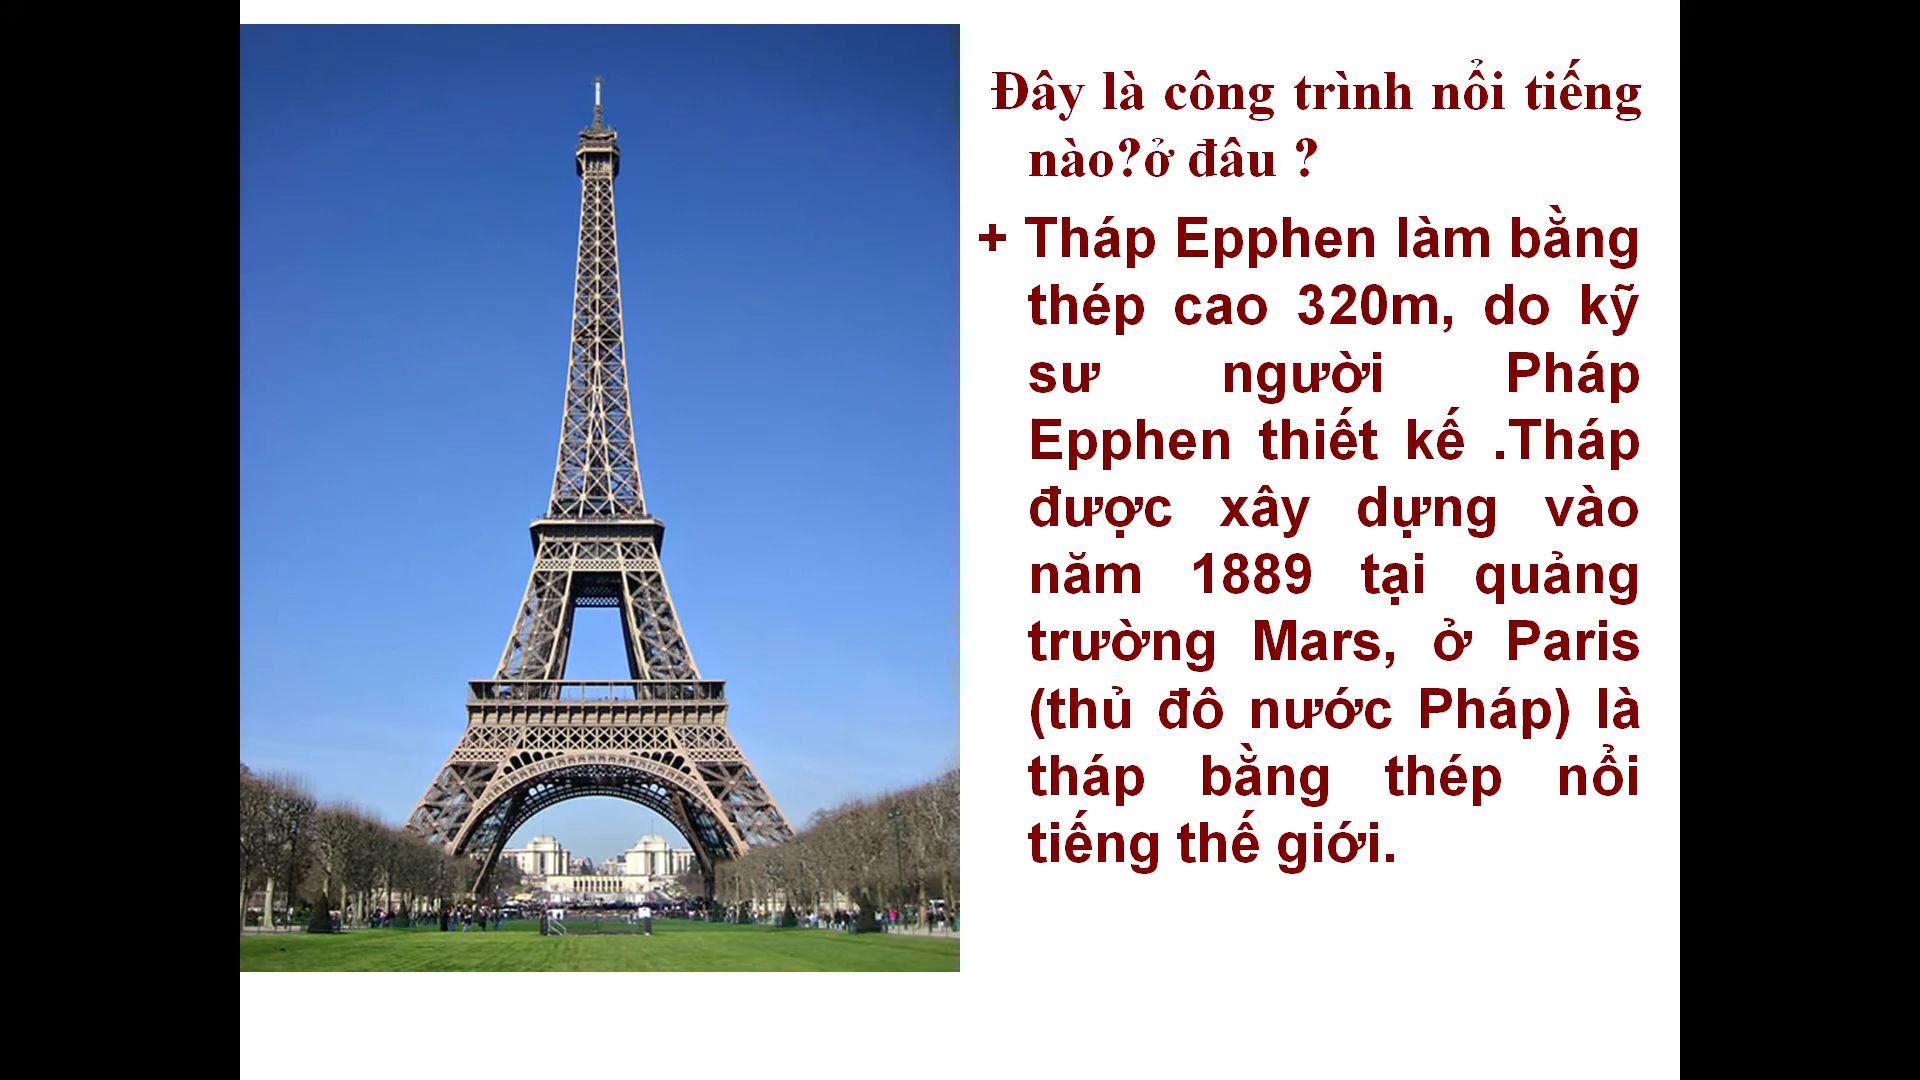 Đây là công trình nổi tiếng
nào?ở đâu ?
+ Tháp Epphen làm bằng
thép cao 320m, do kỹ
sư người Pháp
Epphen thiết kế .Tháp
được xây dựng vào
năm 1889 tại quảng
trường Mars, ở Paris
(thủ đô nước Pháp) là
tháp bằng thép nổi
tiếng thế giới.